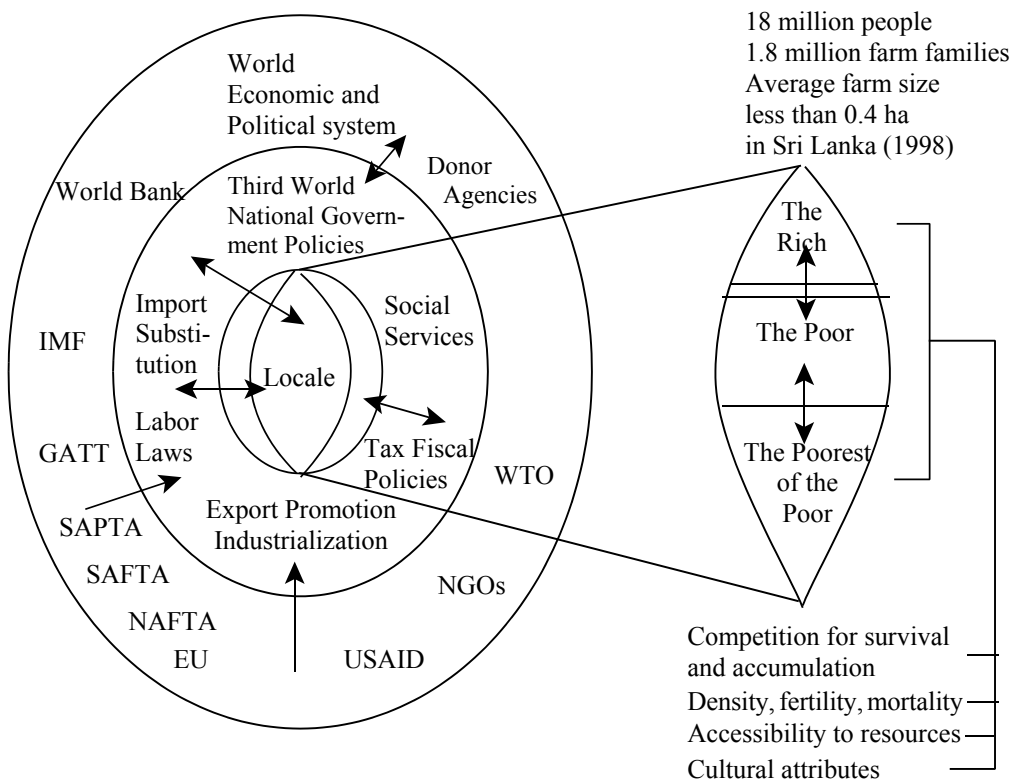 18 million people
1.8 million farm families
Average farm size
less than 0.4 ha
in Sri Lanka (1998)
World
Economic and
Political system
Donor
Agencies
World Bank
Third World
National Govern-
ment Policies
Import
Substi-
tution
Social
Services
IMF
Locale
Labor
Laws
Tax Fiscal
Policies
GATT
WTO
SAPTA
Export Promotion
Industrialization
SAFTA
NGOs
NAFTA
EU
USAID
The
Rich
The Poor
The Poorest
of the
Poor
Competition for survival
and accumulation
Density, fertility, mortality
Accessibility to resources
Cultural attributes